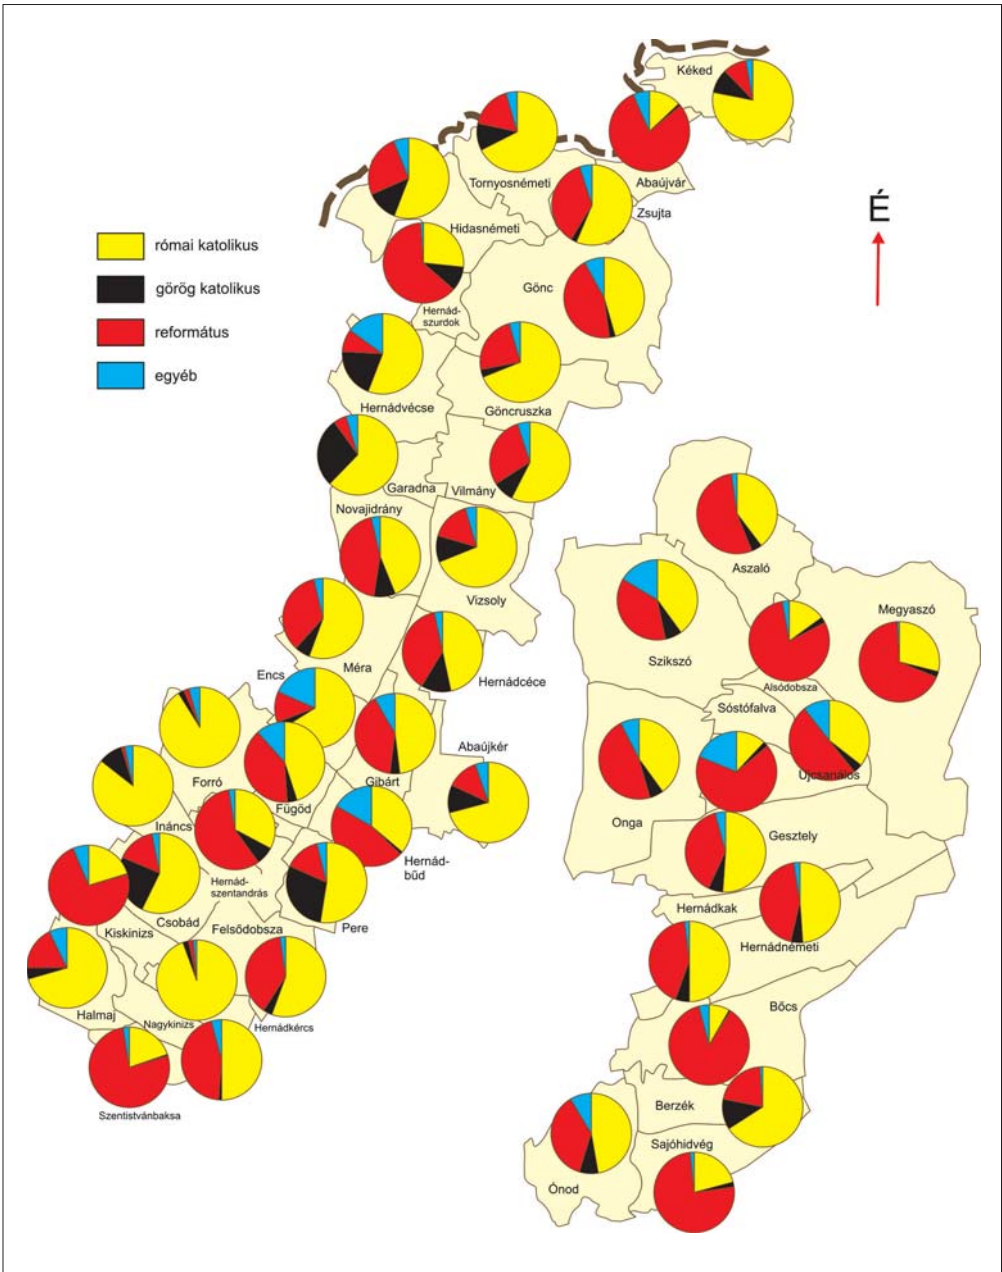 Kéked
Abaújvár
Tornyosnémeti
Zsujta
Hidasnémeti
É
római katolikus
görög katolikus
református
egyéb
Gönc
Hernád-
szurdok
Hernádvécse
Göncruszka
Garadna
Vilmány
Novajidrány
Aszaló
Vizsoly
Megyaszó
Méra
Szikszó
Alsódobsza
Encs
Hernádcéce
Sóstófalva
Abaújkér
Forró
Fügöd
Gibárt
Újcsanálos
Ináncs
Onga
Gesztely
Hernád-
bűd
Hernád-
szentandrás
Csobád
Kiskinizs
Felsődobsza
Pere
Hernádkak
Hernádnémeti
Halmaj
Nagykinizs
Hernádkércs
Bőcs
Szentistvánbaksa
Berzék
Sajóhidvég
Ónod